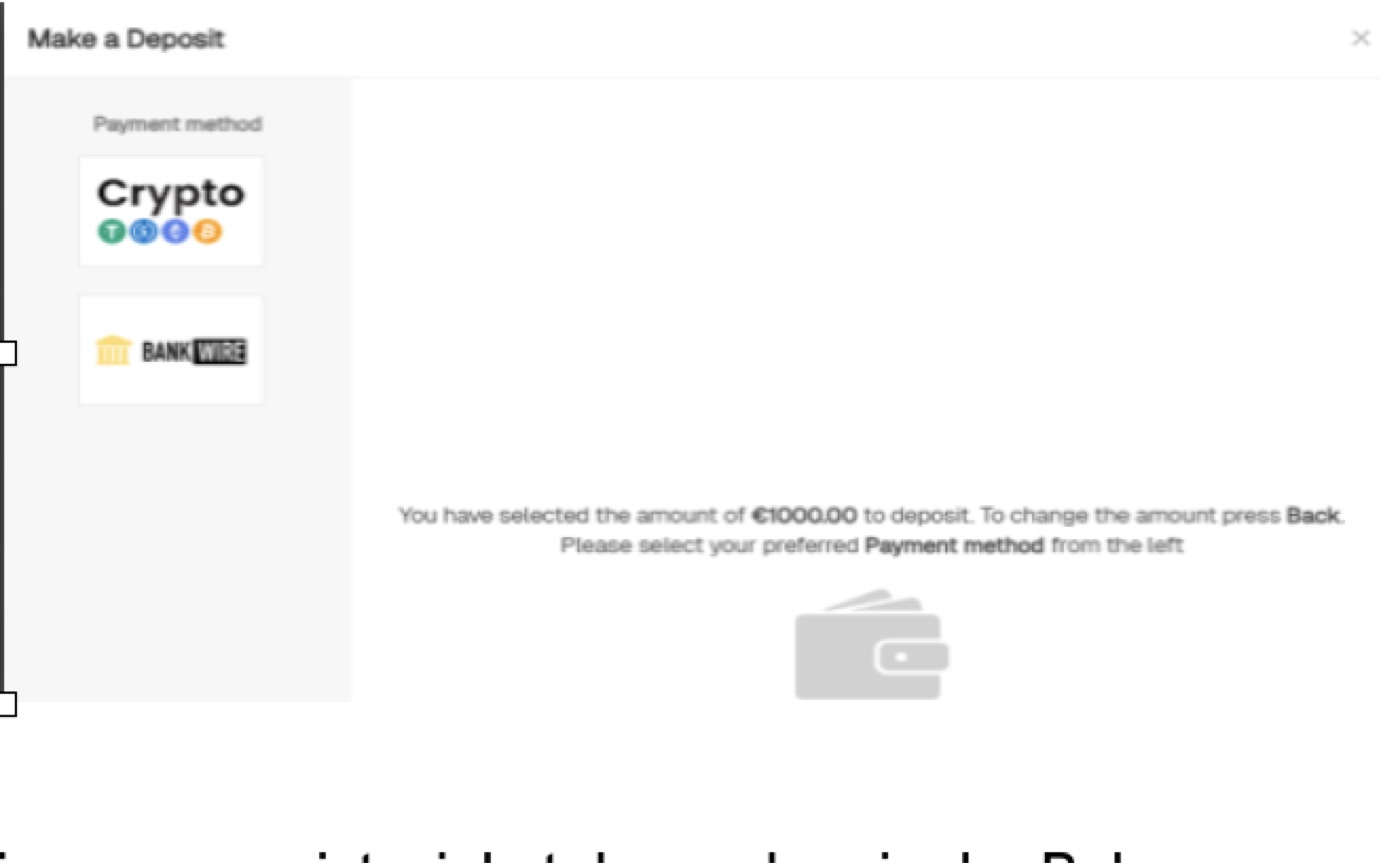 Make a Deposit
Payment method
Crypto
BANK WIRE
You have selected the amount of €1000.00 to deposit. To change the amount press Back.
Please select your preferred Payment method from the left